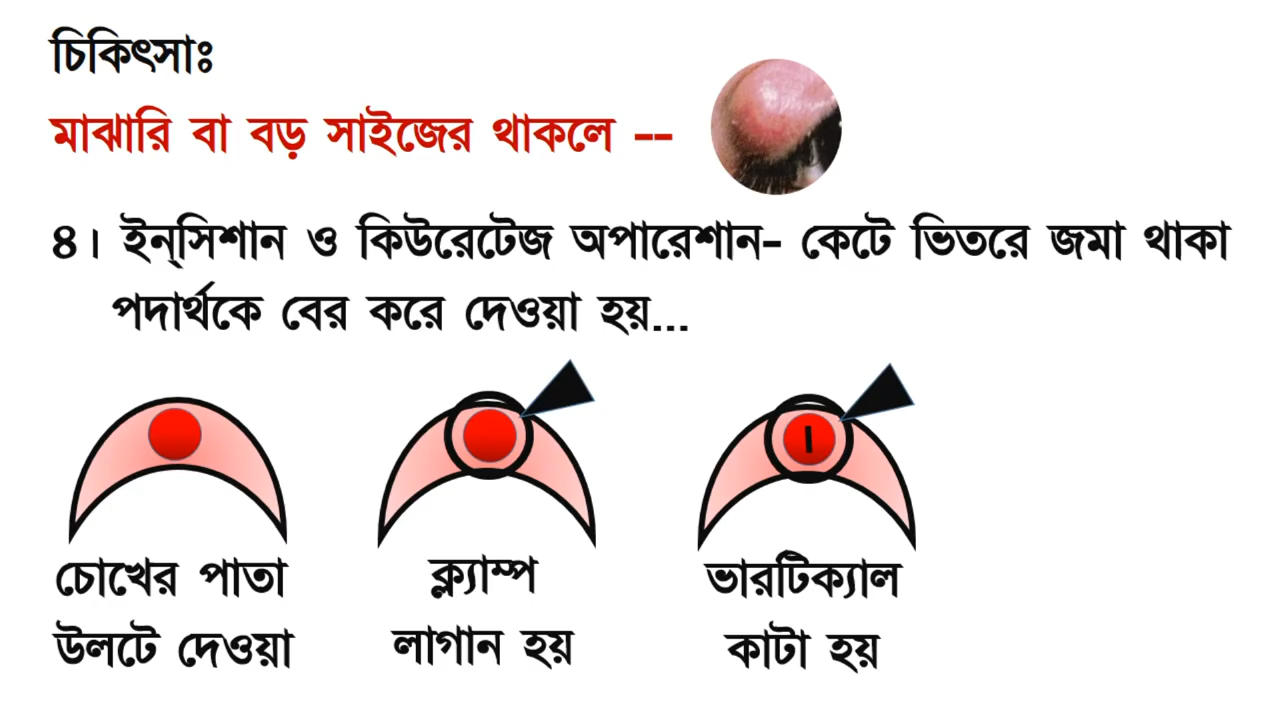 চিকিৎসাঃ
মাঝারি বা বড় সাইজের থাকলে --
৪। ইন্‌সিশান ও কিউরেটেজ অপারেশান- কেটে ভিতরে জমা থাকা
পদার্থকে বের করে দেওয়া হয়...
চোখের পাতা
উলটে দেওয়া
ক্ল্যাম্প
লাগান হয়
ভারটিক্যাল
কাটা হয়